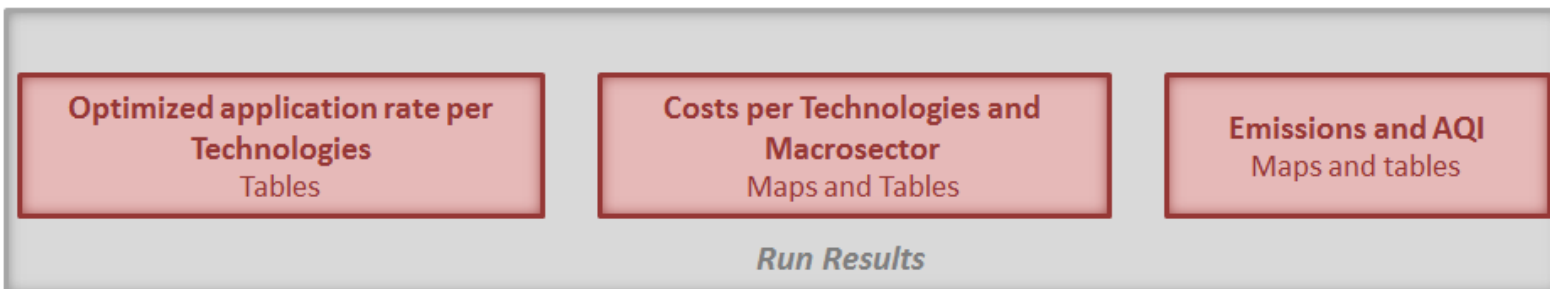 Optimized application rate per
Technologies
Tables
Costs per Technologies and
Macrosector
Maps and Tables
Emissions and AQI
Maps and tables
Run Results